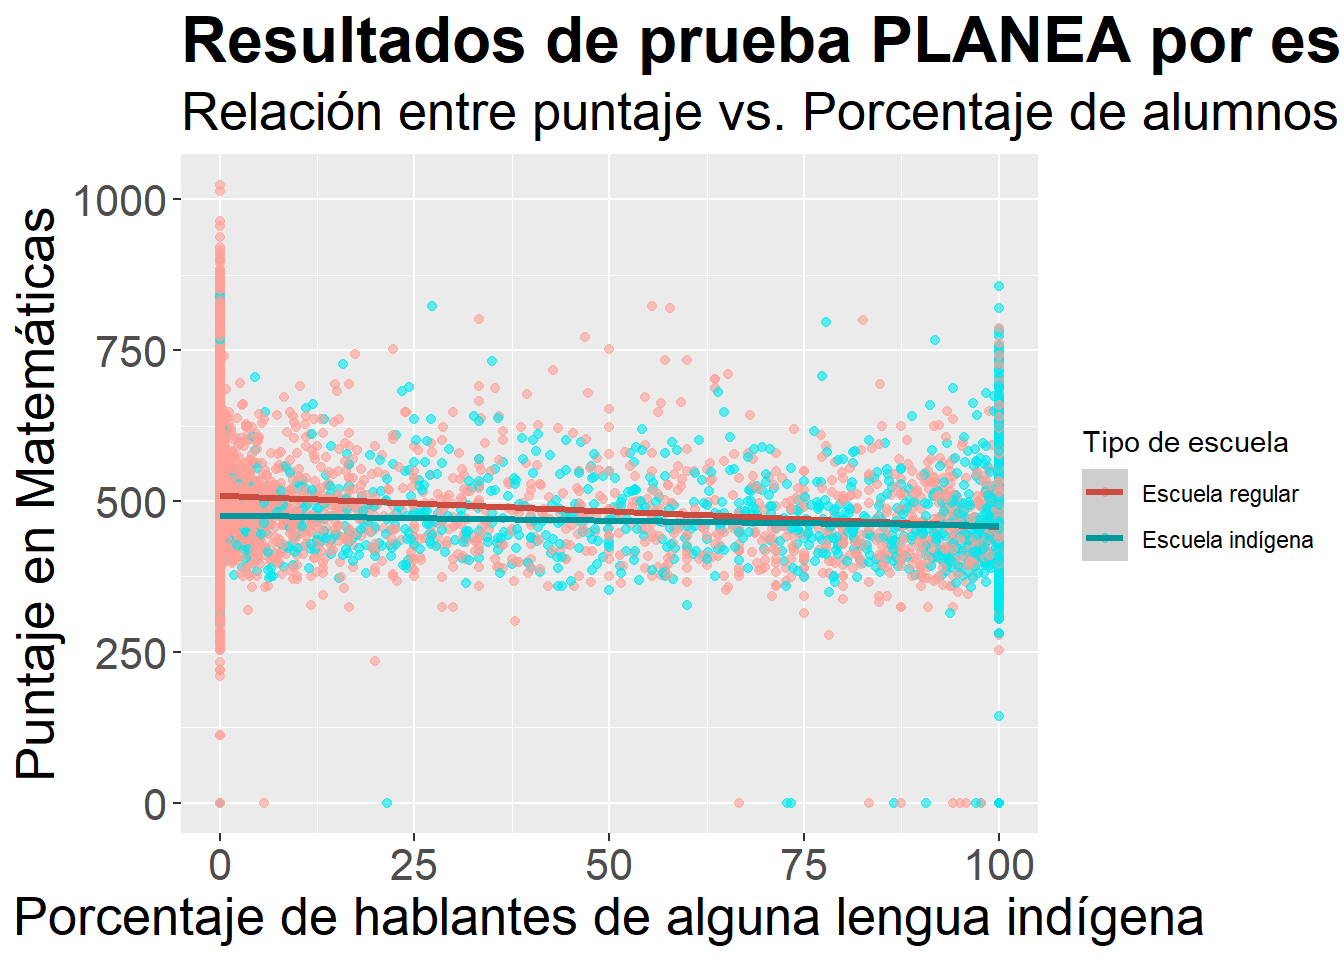 Resultados de prueba PLANEA por es
Relación entre puntaje vs. Porcentaje de alumnos
Puntaje en Matemáticas
1000
750
500
250
0
0 25 50 75 100
Porcentaje de hablantes de alguna lengua indígena
Tipo de escuela
Escuela regular
Escuela indígena